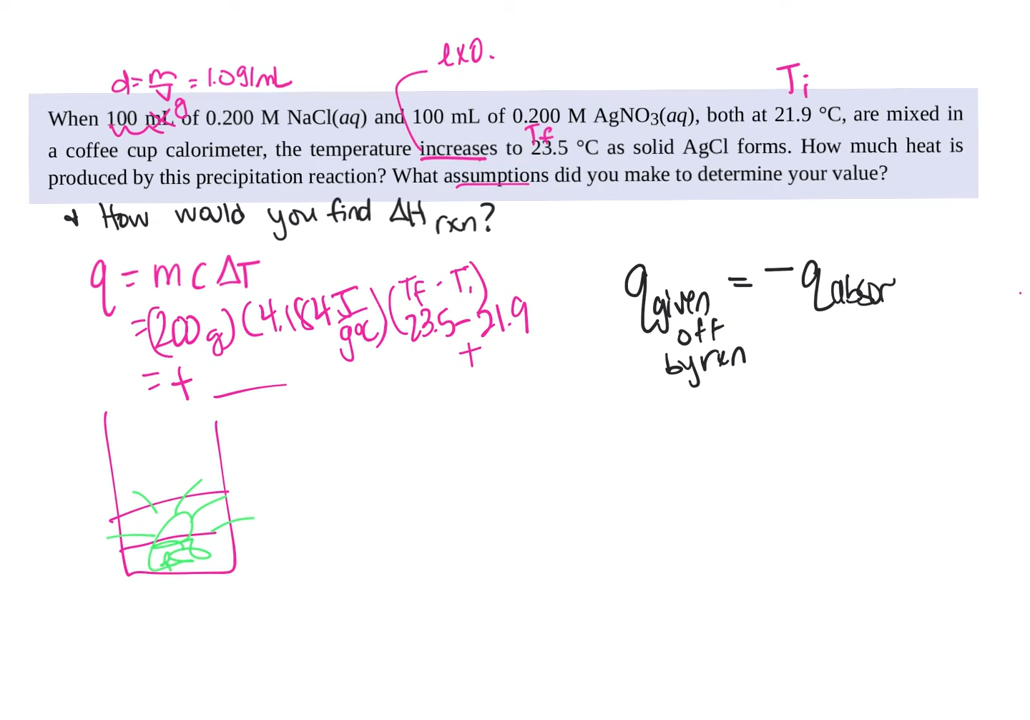 exo.
d = m/V = 1.0g/mL
Ti
g
When 100 mL of 0.200 M NaCl(aq) and 100 mL of 0.200 M AgNO3(aq), both at 21.9 °C, are mixed in
Tf
a coffee cup calorimeter, the temperature increases to 23.5 °C as solid AgCl forms. How much heat is
produced by this precipitation reaction? What assumptions did you make to determine your value?
How would you find ΔH rxn?
q = m c ΔT
= (200 g) (4.184 J/g°C) (Tf - Ti)
23.5 - 21.9
+
= + ____
q given off by rxn = - q absor